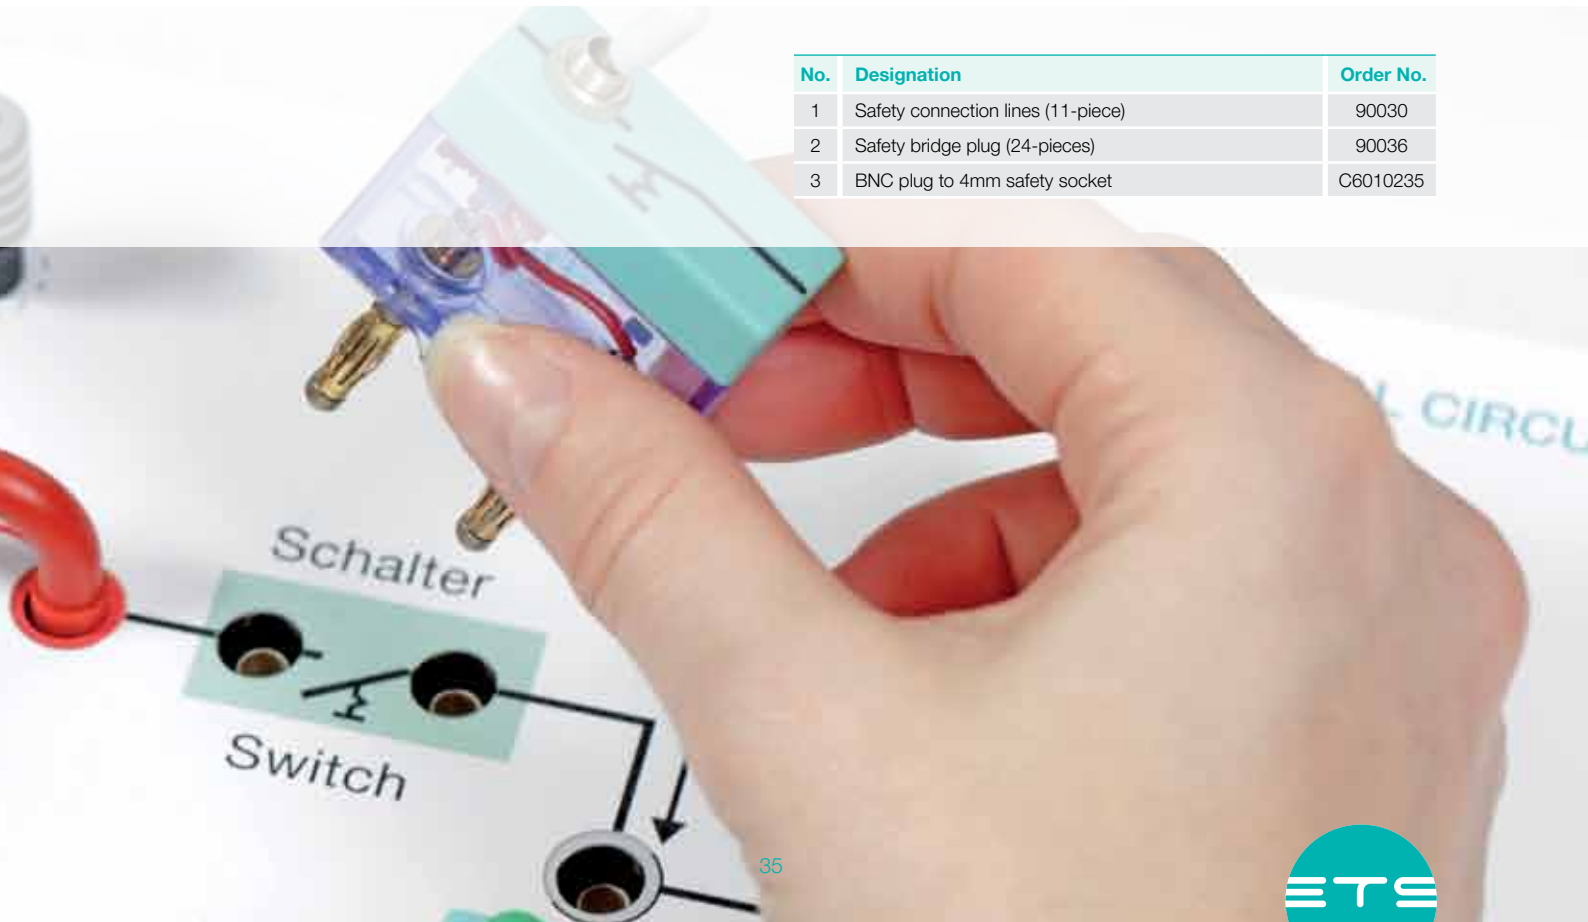 No. Designation Order No.
1 Safety connection lines (11-piece) 90030
2 Safety bridge plug (24-pieces) 90036
3 BNC plug to 4mm safety socket C6010235
L CIRCU
Schalter
Switch
35
ETS